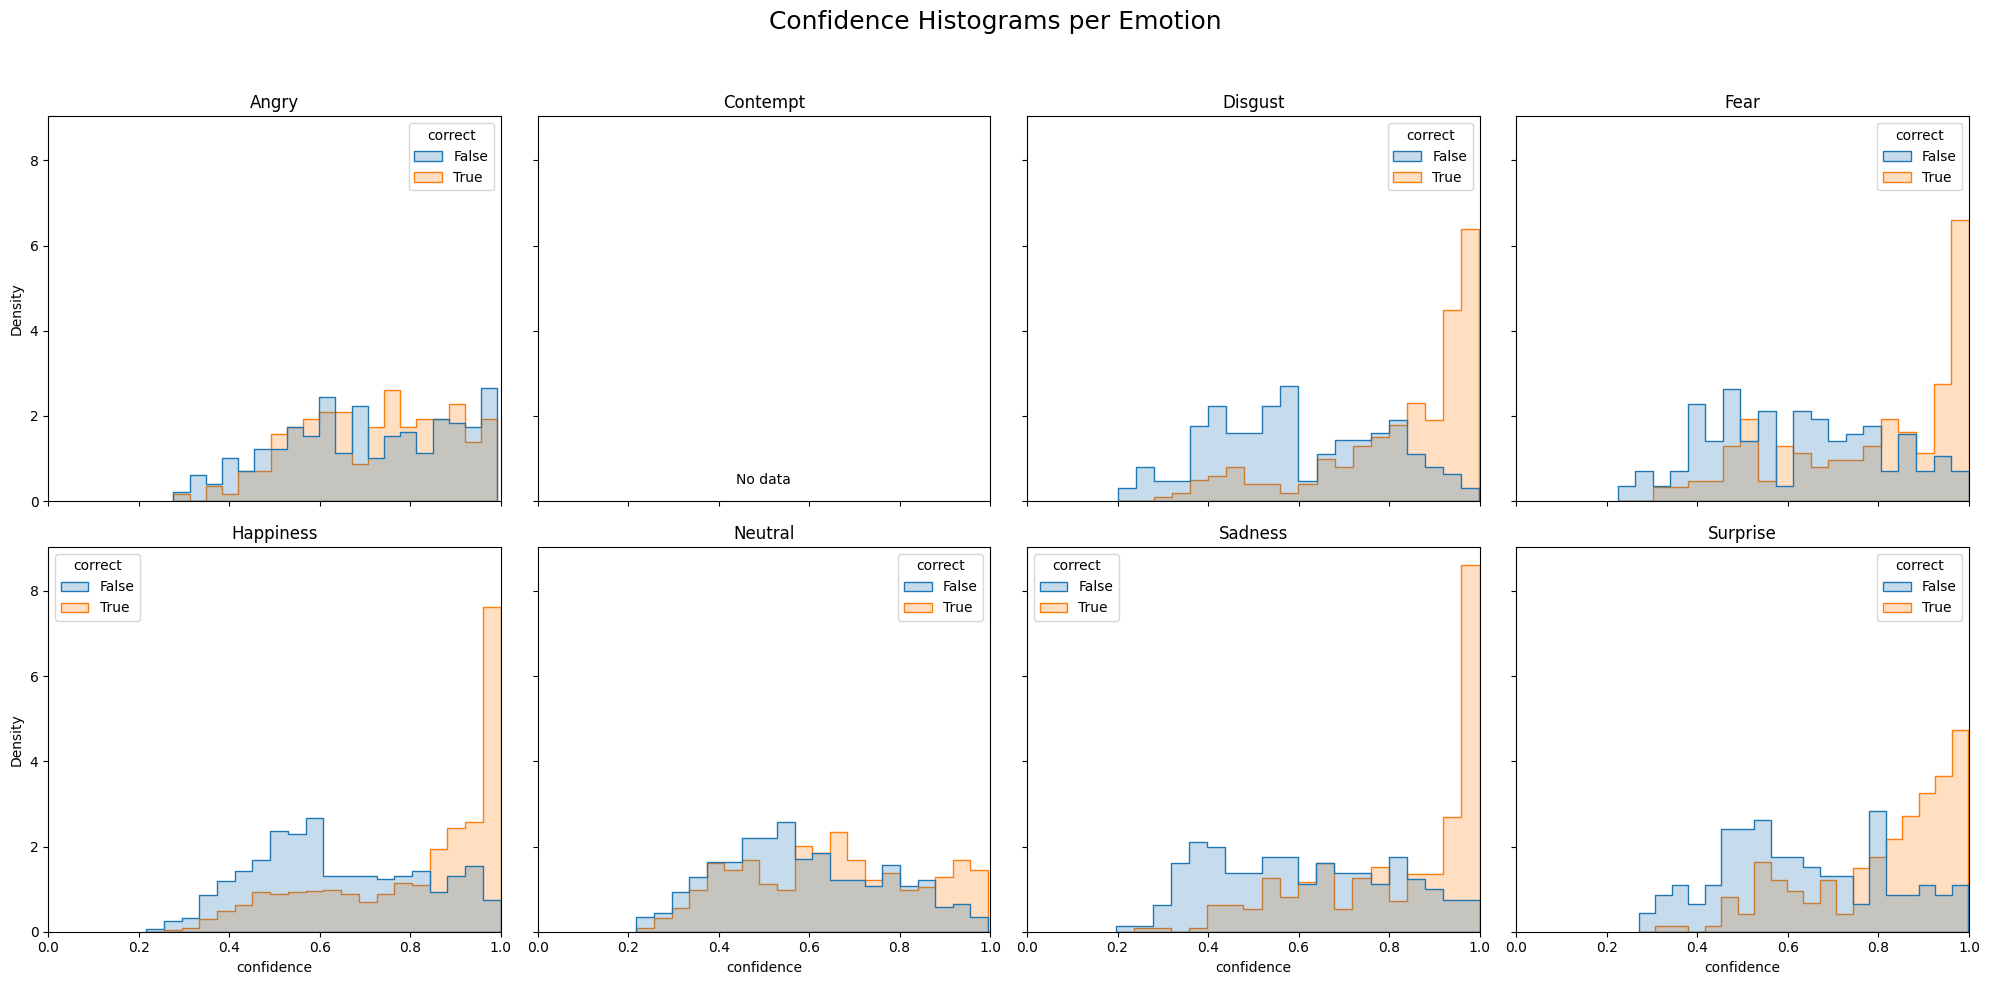 Confidence Histograms per Emotion
Angry
Contempt
Disgust
Fear
Density
8
6
4
2
0
correct
False
True
No data
correct
False
True
correct
False
True
Happiness
Neutral
Sadness
Surprise
Density
8
6
4
2
0
correct
False
True
correct
False
True
correct
False
True
correct
False
True
0.0 0.2 0.4 0.6 0.8 1.0
0.0 0.2 0.4 0.6 0.8 1.0
0.0 0.2 0.4 0.6 0.8 1.0
0.0 0.2 0.4 0.6 0.8 1.0
confidence
confidence
confidence
confidence